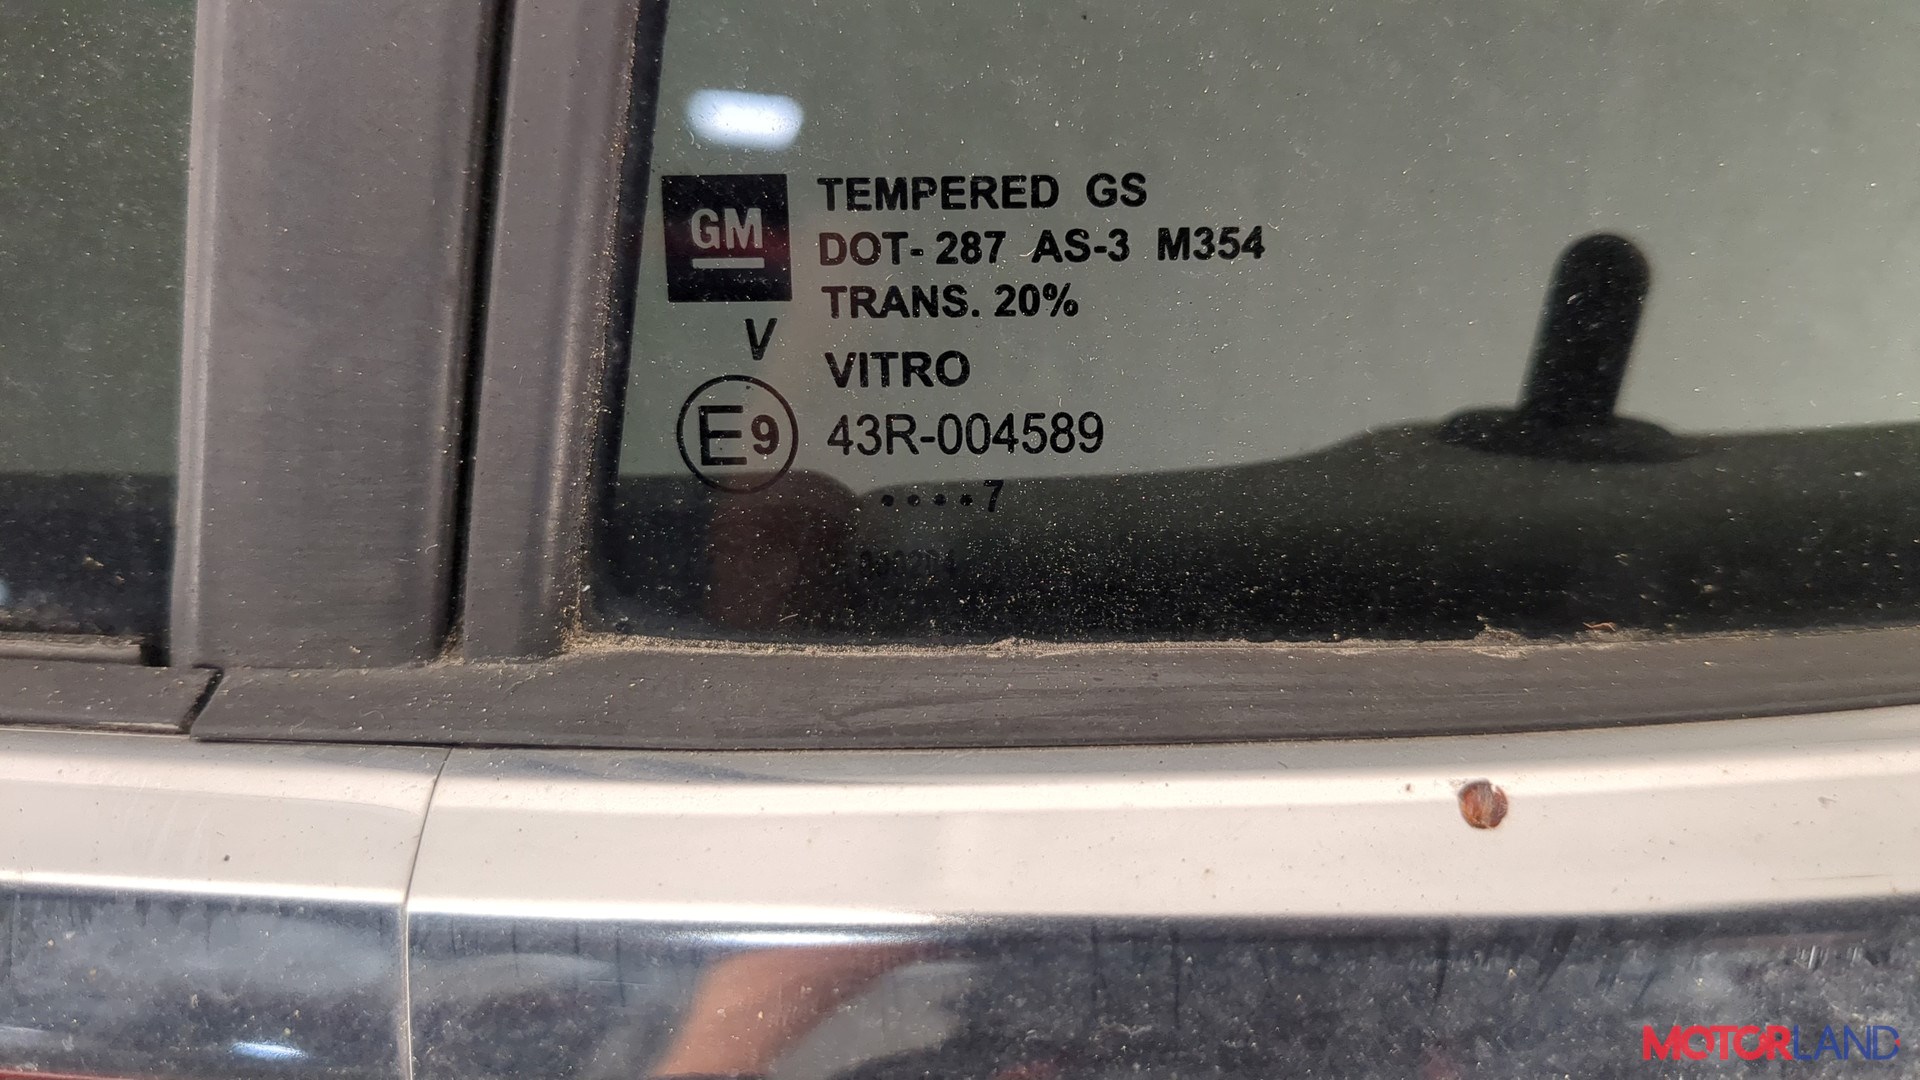 GM
TEMPERED GS
DOT-287 AS-3 M354
TRANS. 20%
V
VITRO
E9 43R-004589
••••7
MOTORLAND